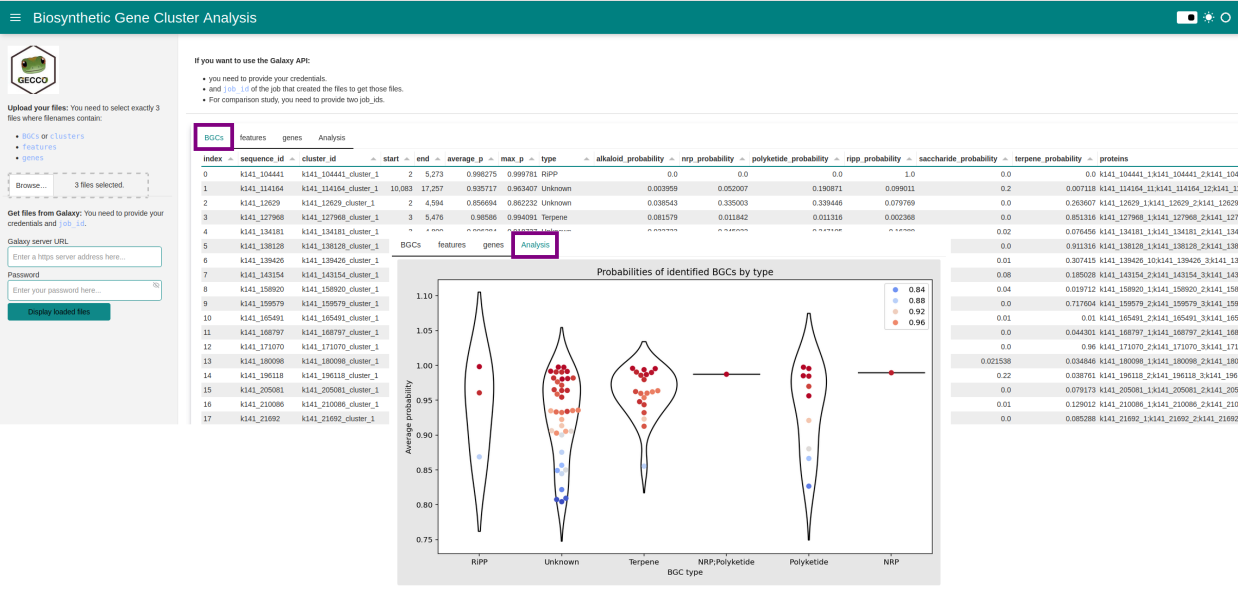 Biosynthetic Gene Cluster Analysis
GECCO
Upload your files: You need to select exactly 3
files where filenames contain:
• BGCs or clusters
• features
• genes
Browse... 3 files selected.
Get files from Galaxy: You need to provide your
credentials and job_id.
Galaxy server URL
Enter a https server address here...
Password
Enter your password here...
Display loaded files
If you want to use the Galaxy API:
• you need to provide your credentials.
• and job_id of the job that created the files to get those files.
• For comparison study, you need to provide two job_ids.
BGCs features genes Analysis
index sequence_id cluster_id start end average_p max_p type alkaloid_probability nrp_probability polyketide_probability ripp_probability saccharide_probability terpene_probability proteins
0 k141_104441 k141_104441_cluster_1 2 5,273 0.998275 0.999781 RiPP 0.0 0.0 0.0 1.0 0.0 0.0 k141_104441_1;k141_104441_2;k141_104
1 k141_114164 k141_114164_cluster_1 10,083 17,257 0.935717 0.963407 Unknown 0.003959 0.052007 0.190871 0.099011 0.2 0.007118 k141_114164_11;k141_114164_12;k141_1
2 k141_12629 k141_12629_cluster_1 2 4,594 0.856694 0.862232 Unknown 0.038543 0.335003 0.339446 0.079769 0.0 0.263607 k141_12629_1;k141_12629_2;k141_12629
3 k141_127968 k141_127968_cluster_1 3 5,476 0.98586 0.994091 Terpene 0.081579 0.011842 0.011316 0.002368 0.0 0.851316 k141_127968_1;k141_127968_2;k141_127
4 k141_134181 k141_134181_cluster_1 0.02 0.076456 k141_134181_1;k141_134181_2;k141_134
5 k141_138128 k141_138128_cluster_1 0.0 0.911316 k141_138128_1;k141_138128_2;k141_138
6 k141_139426 k141_139426_cluster_1 0.01 0.307415 k141_139426_10;k141_139426_3;k141_13
7 k141_143154 k141_143154_cluster_1 0.08 0.185028 k141_143154_2;k141_143154_3;k141_143
8 k141_158920 k141_158920_cluster_1 0.04 0.019712 k141_158920_1;k141_158920_2;k141_158
9 k141_159579 k141_159579_cluster_1 0.0 0.717604 k141_159579_2;k141_159579_3;k141_159
10 k141_165491 k141_165491_cluster_1 0.01 0.01 k141_165491_2;k141_165491_3;k141_165
11 k141_168797 k141_168797_cluster_1 0.0 0.044301 k141_168797_1;k141_168797_2;k141_168
12 k141_171070 k141_171070_cluster_1 0.0 0.96 k141_171070_2;k141_171070_3;k141_171
13 k141_180098 k141_180098_cluster_1 0.021538 0.034846 k141_180098_1;k141_180098_2;k141_180
14 k141_196118 k141_196118_cluster_1 0.22 0.038761 k141_196118_2;k141_196118_3;k141_196
15 k141_205081 k141_205081_cluster_1 0.0 0.079173 k141_205081_1;k141_205081_2;k141_205
16 k141_210086 k141_210086_cluster_1 0.01 0.129012 k141_210086_1;k141_210086_2;k141_210
17 k141_21692 k141_21692_cluster_1 0.0 0.085288 k141_21692_1;k141_21692_2;k141_21692
BGCs features genes Analysis
Probabilities of identified BGCs by type
0.84
0.88
0.92
0.96
Average probability
1.10
1.05
1.00
0.95
0.90
0.85
0.80
0.75
RiPP Unknown Terpene NRP;Polyketide Polyketide NRP
BGC type